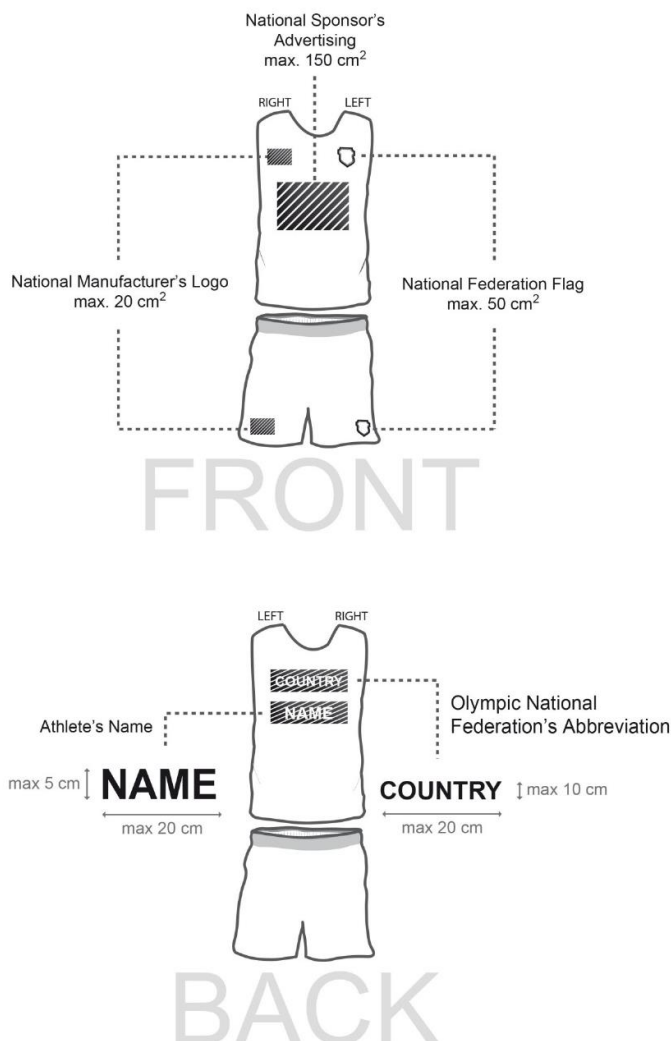 National Sponsor's
Advertising
max. 150 cm²
RIGHT
LEFT
National Manufacturer's Logo
max. 20 cm²
National Federation Flag
max. 50 cm²
FRONT
LEFT
RIGHT
COUNTRY
NAME
Athlete's Name
Olympic National
Federation's Abbreviation
max 5 cm
NAME
max 20 cm
COUNTRY
max 10 cm
max 20 cm
BACK